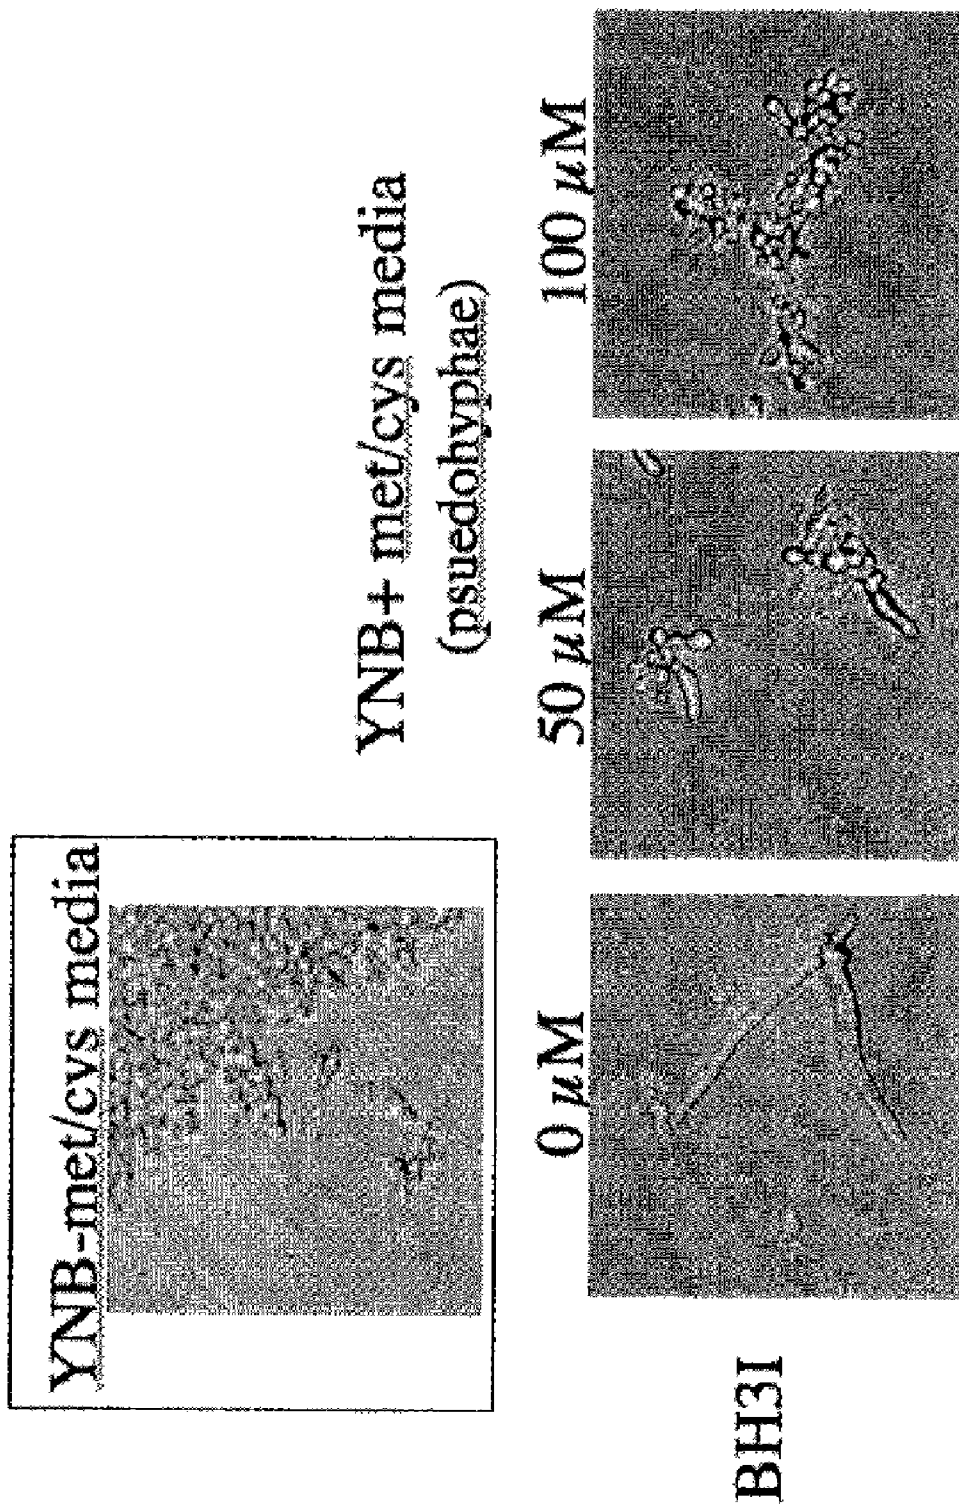 YNB-met/cys media
YNB+ met/cys media
(psuedohyphae)
0 µM
50 µM
100 µM
BH3I